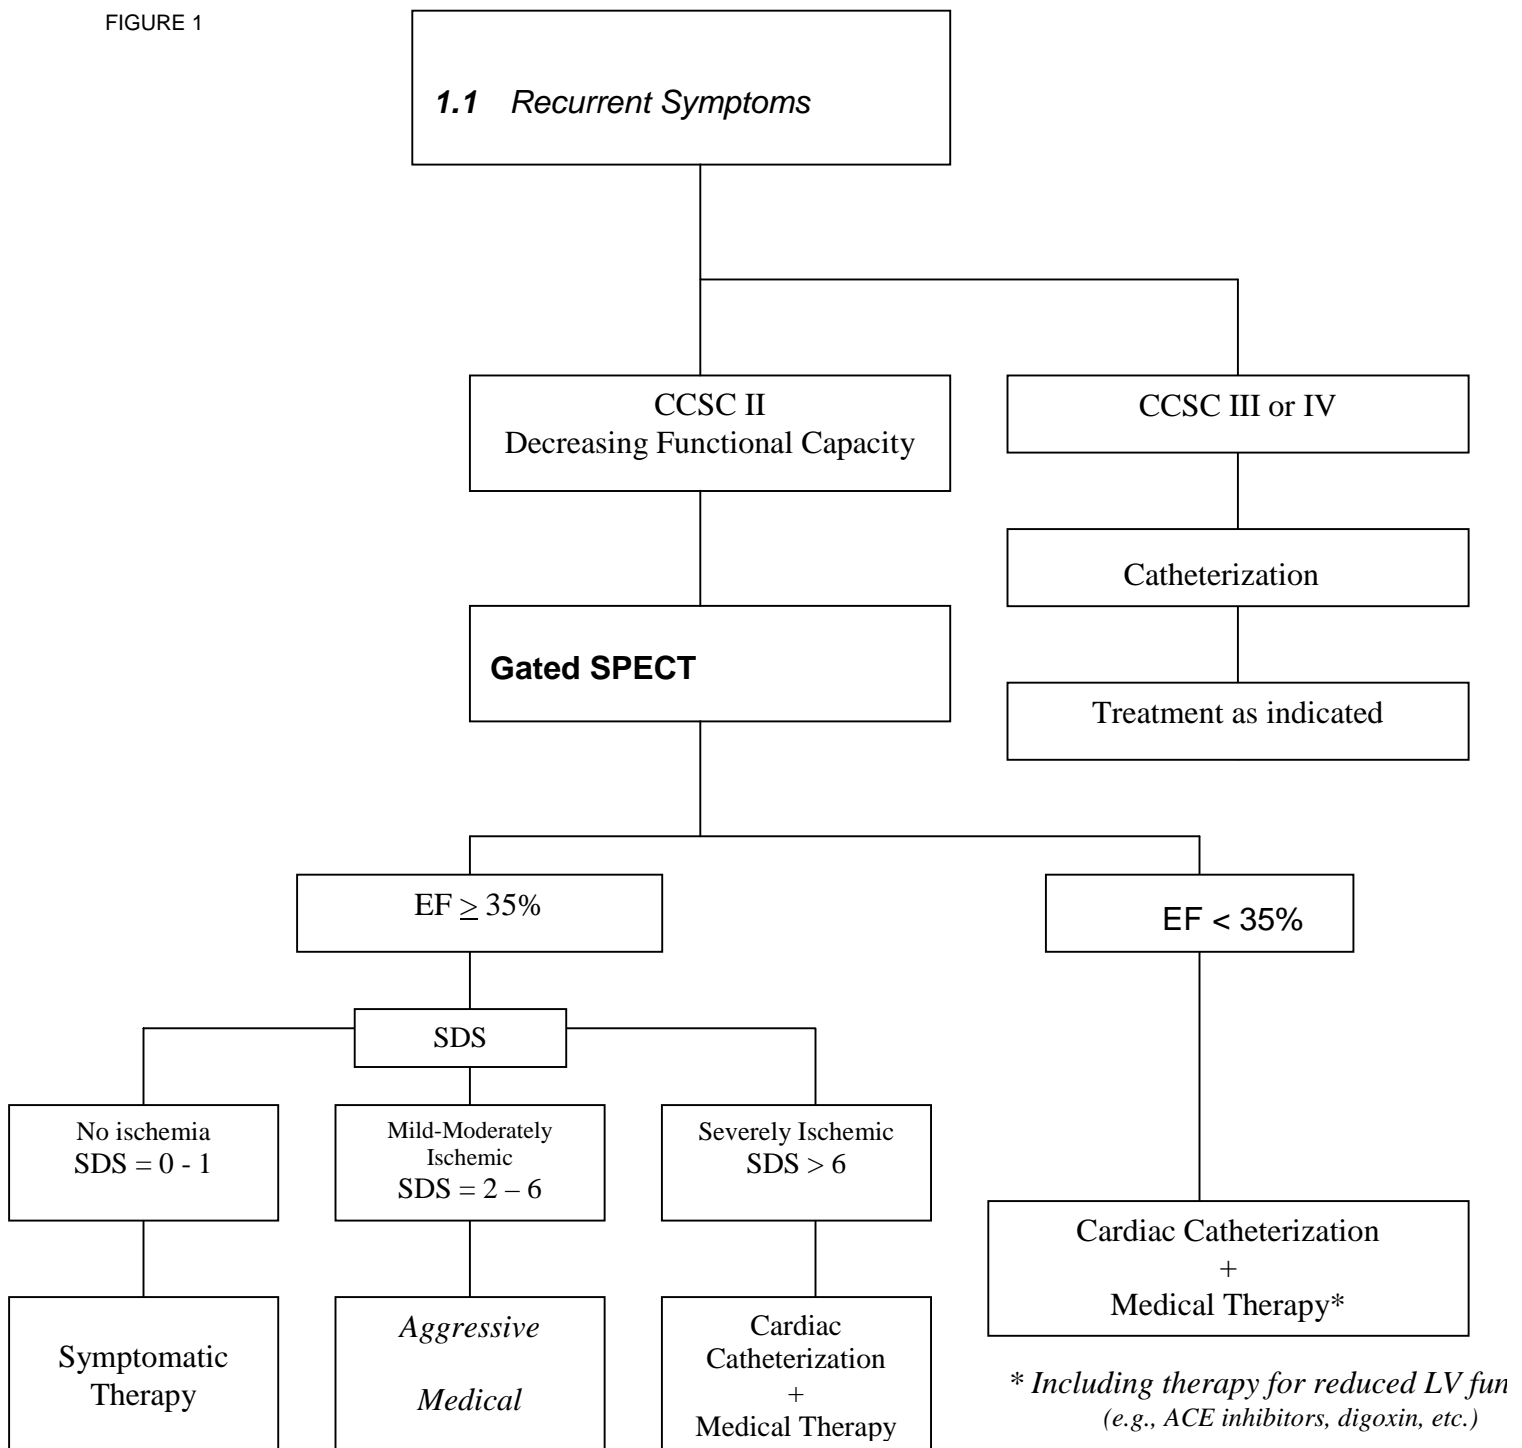 FIGURE 1
1.1 Recurrent Symptoms
CCSC II
Decreasing Functional Capacity
CCSC III or IV
Catheterization
Gated SPECT
Treatment as indicated
EF ≥ 35%
EF < 35%
SDS
No ischemia
SDS = 0 - 1
Mild-Moderately
Ischemic
SDS = 2 – 6
Severely Ischemic
SDS > 6
Cardiac Catheterization
+
Medical Therapy*
Symptomatic
Therapy
Aggressive
Medical
Cardiac
Catheterization
+
Medical Therapy
* Including therapy for reduced LV
(e.g., ACE inhibitors, digoxin, etc.)